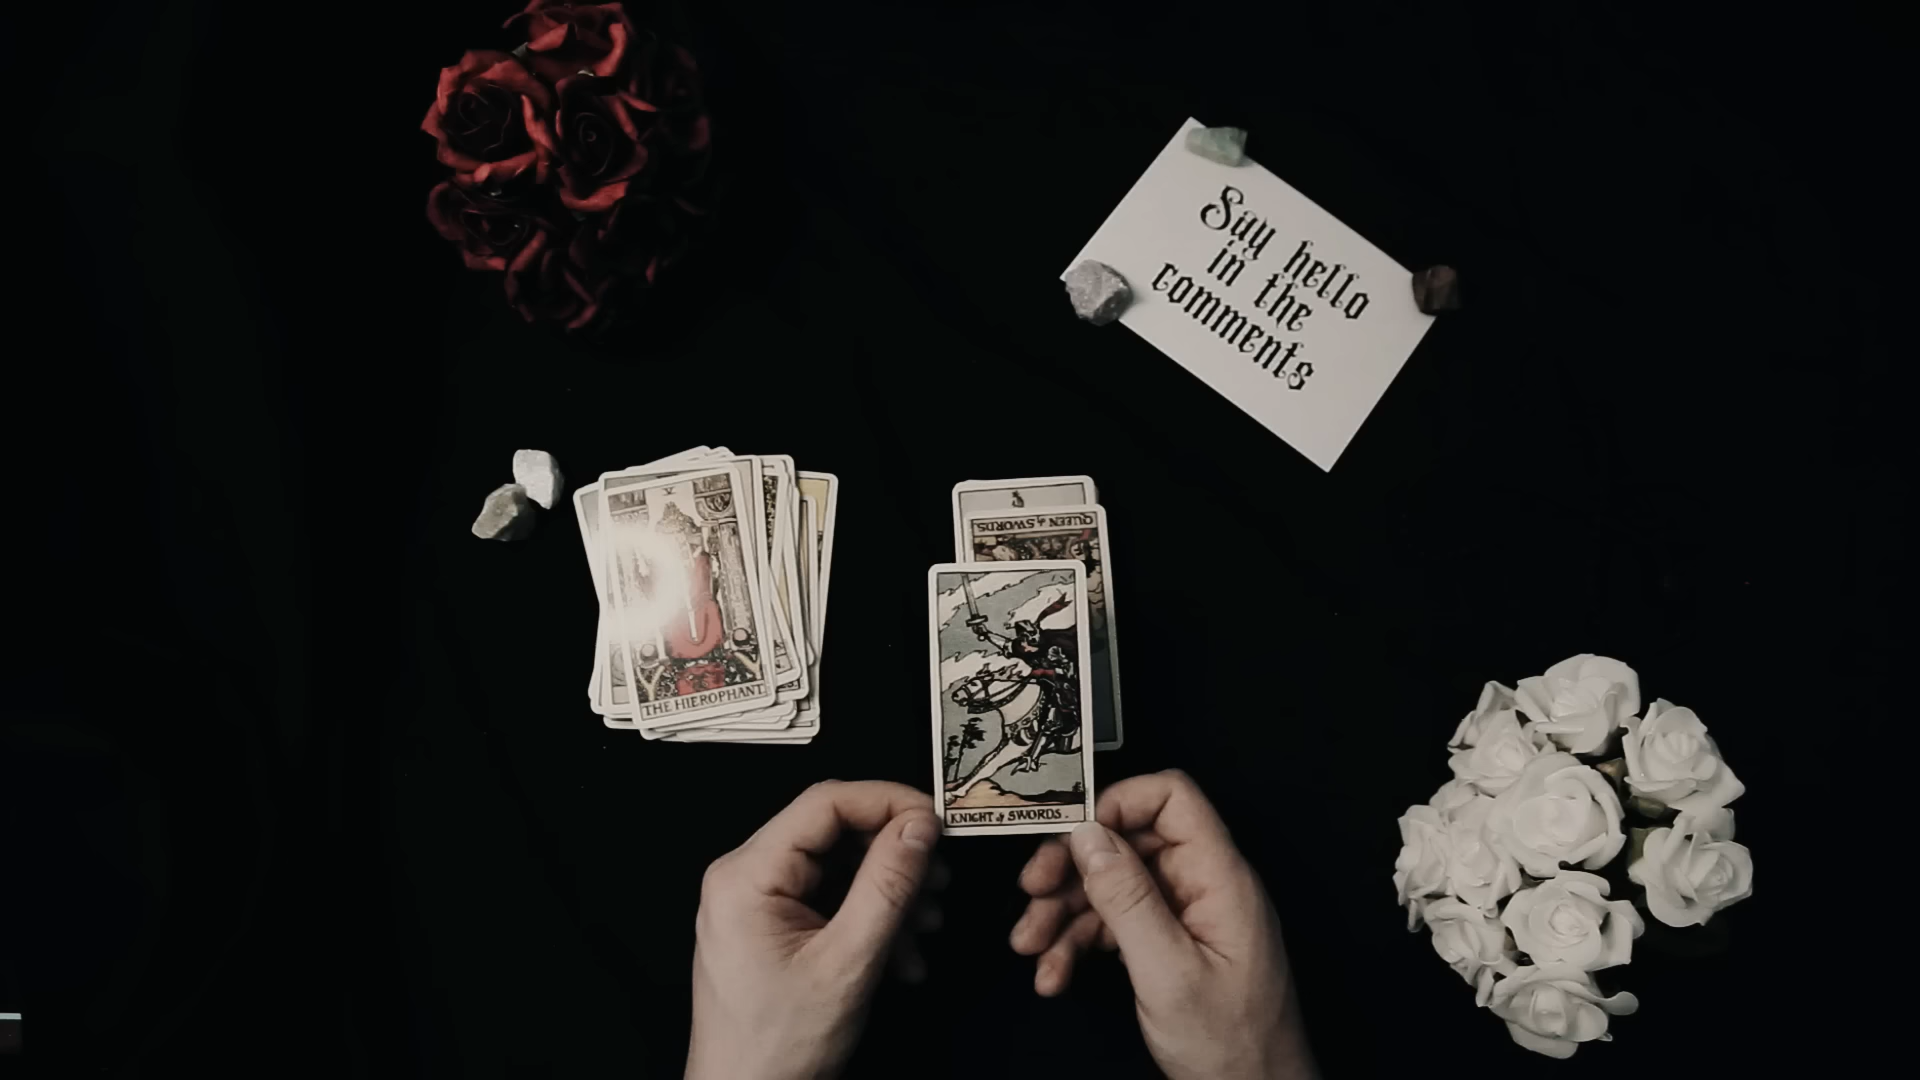 Say hello
in the
comments
V
THE HIEROPHANT
QUEEN of SWORDS.
KNIGHT of SWORDS.